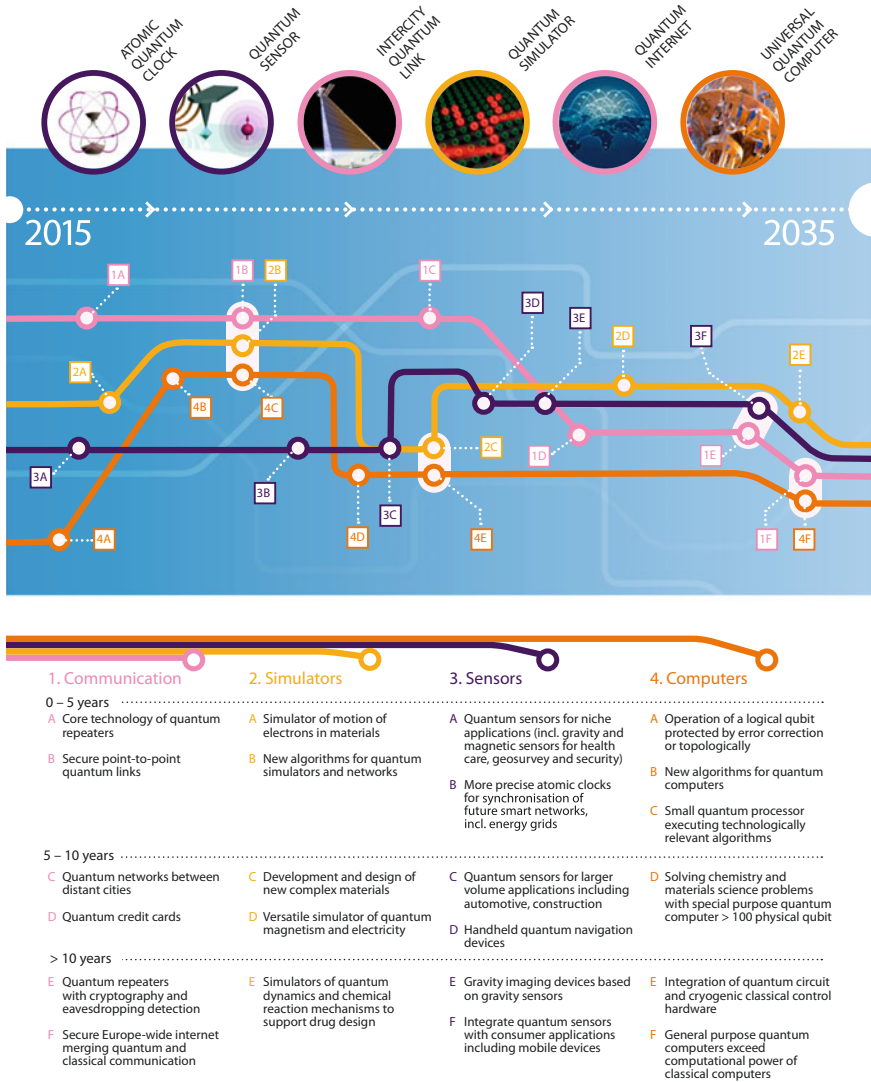 ATOMIC
QUANTUM
CLOCK
QUANTUM
SENSOR
INTERCITY
QUANTUM
LINK
QUANTUM
SIMULATOR
QUANTUM
INTERNET
UNIVERSAL
QUANTUM
COMPUTER
2015
2035
1A
1B
2B
1C
3D
3E
2D
3F
2E
2A
4B
4C
3A
3B
3C
2C
1D
1E
4A
4D
4E
1F
4F
1. Communication
2. Simulators
3. Sensors
4. Computers
0 – 5 years
A Core technology of quantum
repeaters
B Secure point-to-point
quantum links
A Simulator of motion of
electrons in materials
B New algorithms for quantum
simulators and networks
A Quantum sensors for niche
applications (incl. gravity and
magnetic sensors for health
care, geosurvey and security)
B More precise atomic clocks
for synchronisation of
future smart networks,
incl. energy grids
A Operation of a logical qubit
protected by error correction
or topologically
B New algorithms for quantum
computers
C Small quantum processor
executing technologically
relevant algorithms
5 – 10 years
C Quantum networks between
distant cities
D Quantum credit cards
C Development and design of
new complex materials
D Versatile simulator of quantum
magnetism and electricity
C Quantum sensors for larger
volume applications including
automotive, construction
D Handheld quantum navigation
devices
D Solving chemistry and
materials science problems
with special purpose quantum
computer > 100 physical qubit
> 10 years
E Quantum repeaters
with cryptography and
eavesdropping detection
F Secure Europe-wide internet
merging quantum and
classical communication
E Simulators of quantum
dynamics and chemical
reaction mechanisms to
support drug design
E Gravity imaging devices based
on gravity sensors
F Integrate quantum sensors
with consumer applications
including mobile devices
E Integration of quantum circuit
and cryogenic classical control
hardware
F General purpose quantum
computers exceed
computational power of
classical computers